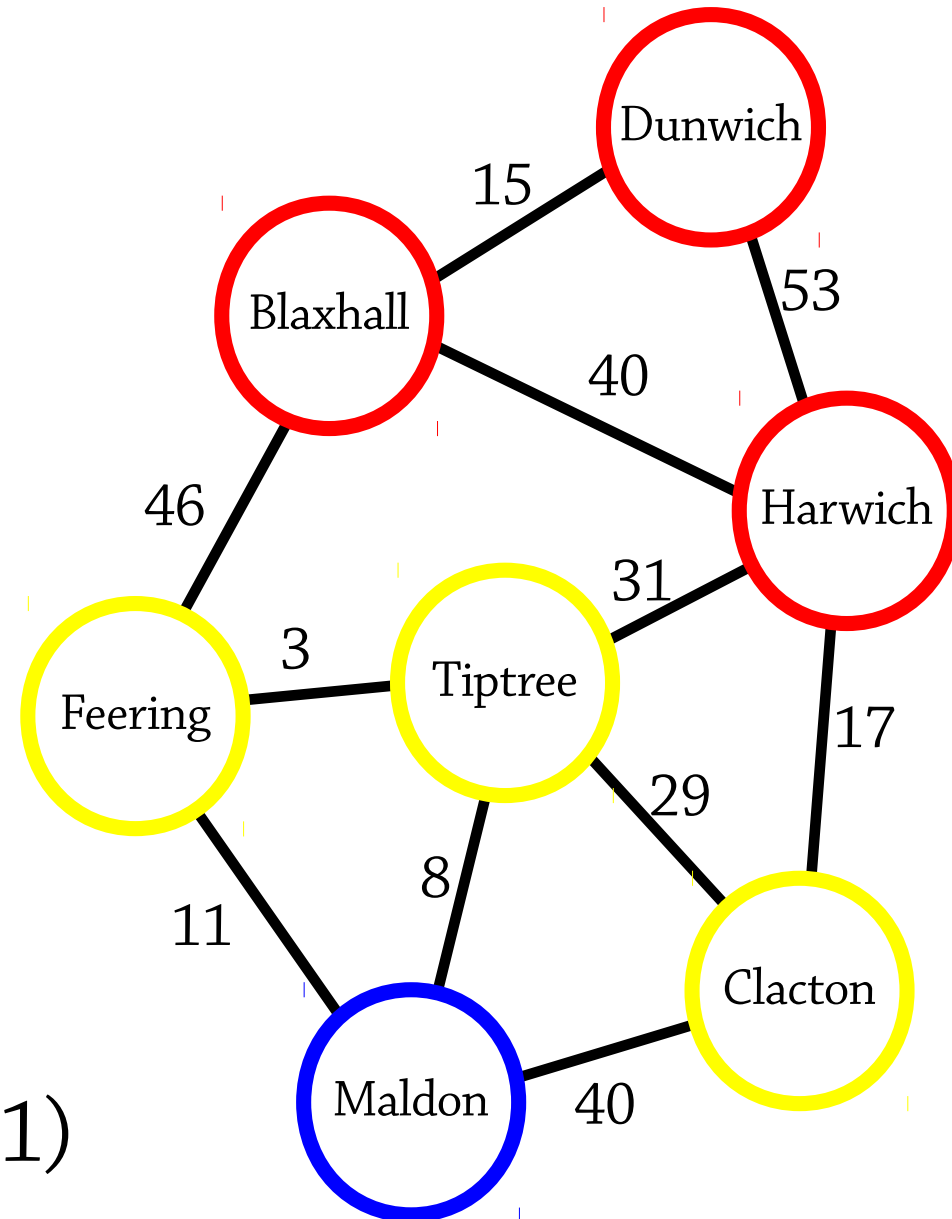 Dunwich
15
53
Blaxhall
40
46
Harwich
31
3
Tiptree
Feering
17
29
8
11
Clacton
Maldon
40
1)